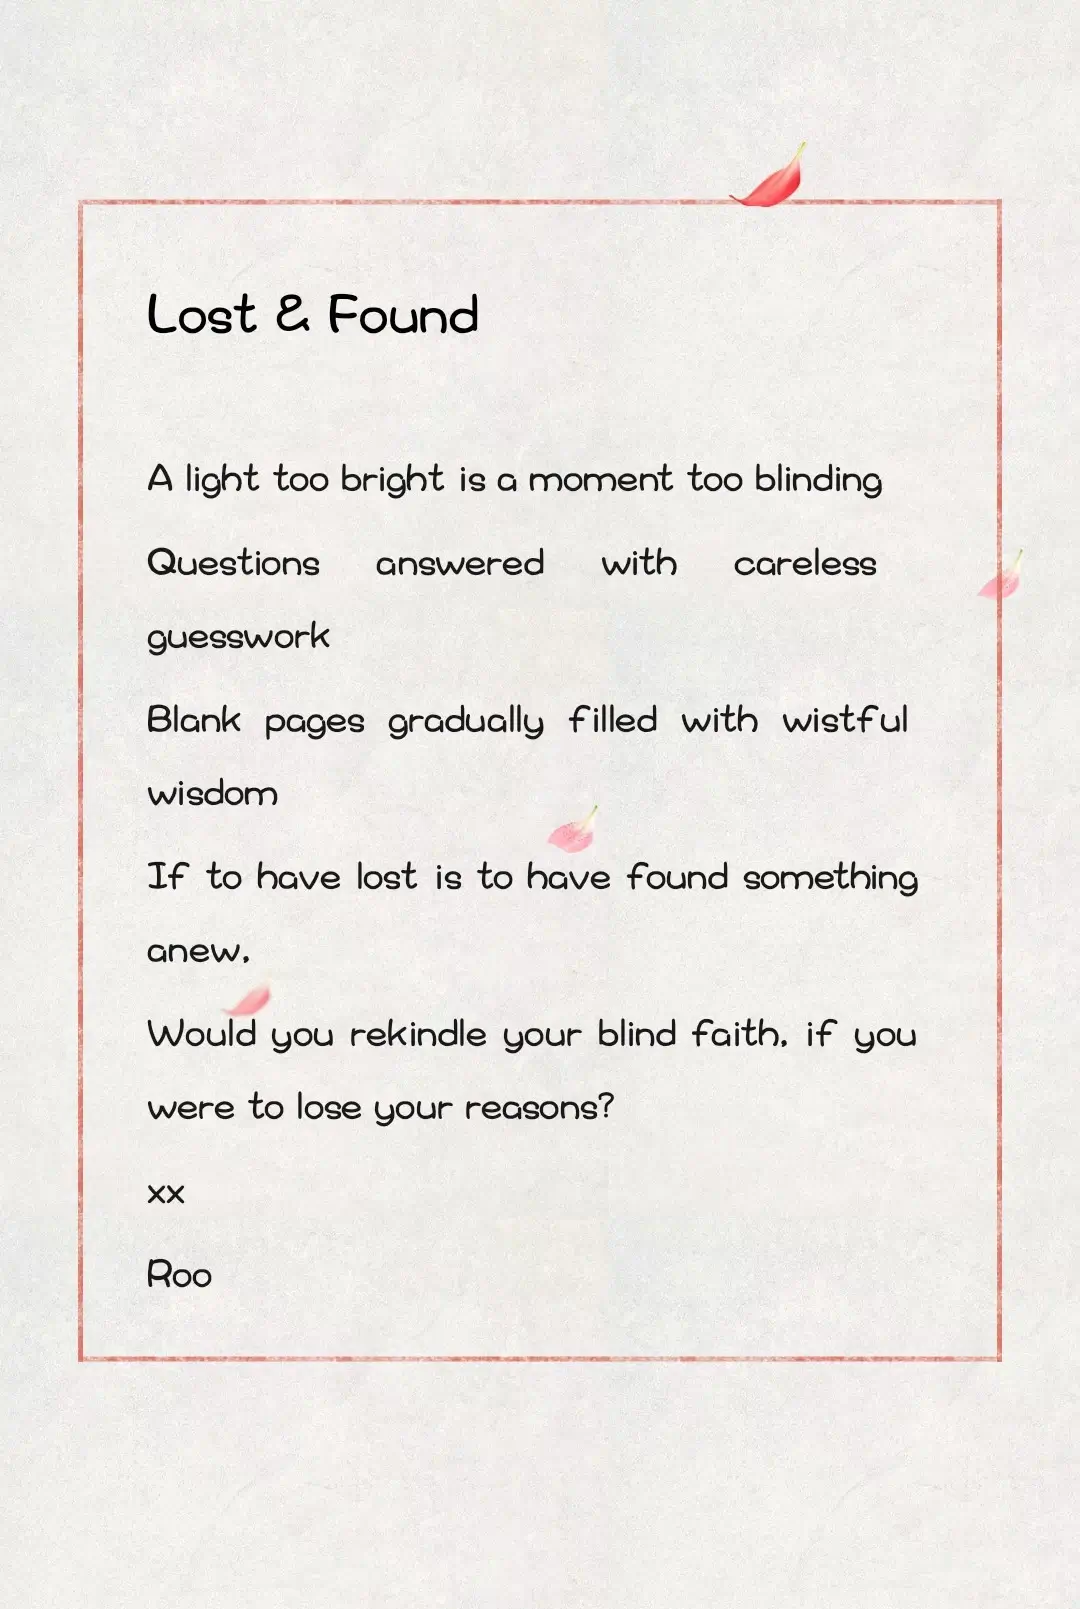 Lost & Found
A light too bright is a moment too blinding
Questions answered with careless
guesswork
Blank pages gradually filled with wistful
wisdom
If to have lost is to have found something
anew,
Would you rekindle your blind faith, if you
were to lose your reasons?
xx
Roo